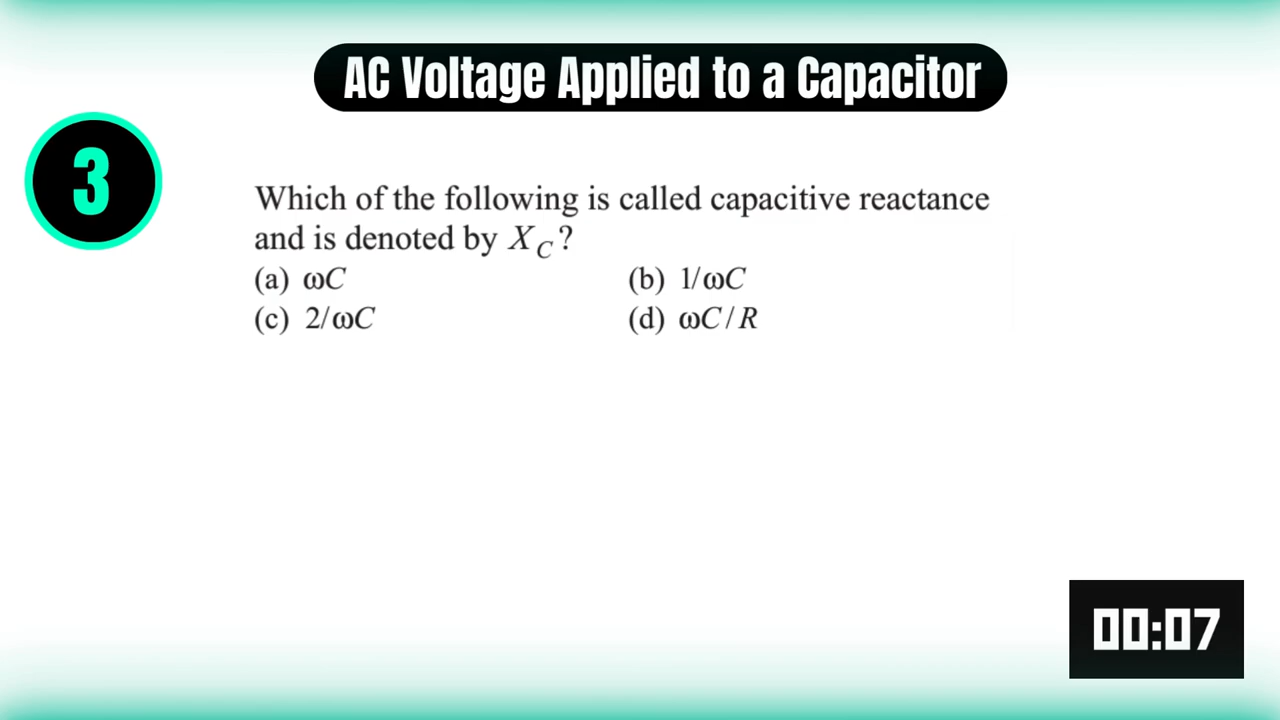 AC Voltage Applied to a Capacitor
3
Which of the following is called capacitive reactance
and is denoted by X_C?
(a) ωC (b) 1/ωC
(c) 2/ωC (d) ωC/R
00:07